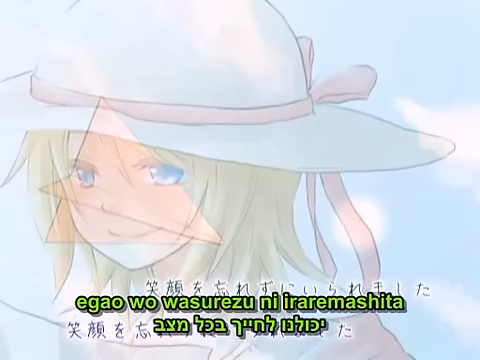 笑顔を忘れずにいられました
egao wo wasurezu ni iraremashita
יכולנו לחייך בכל מצב
笑顔を忘れ
た